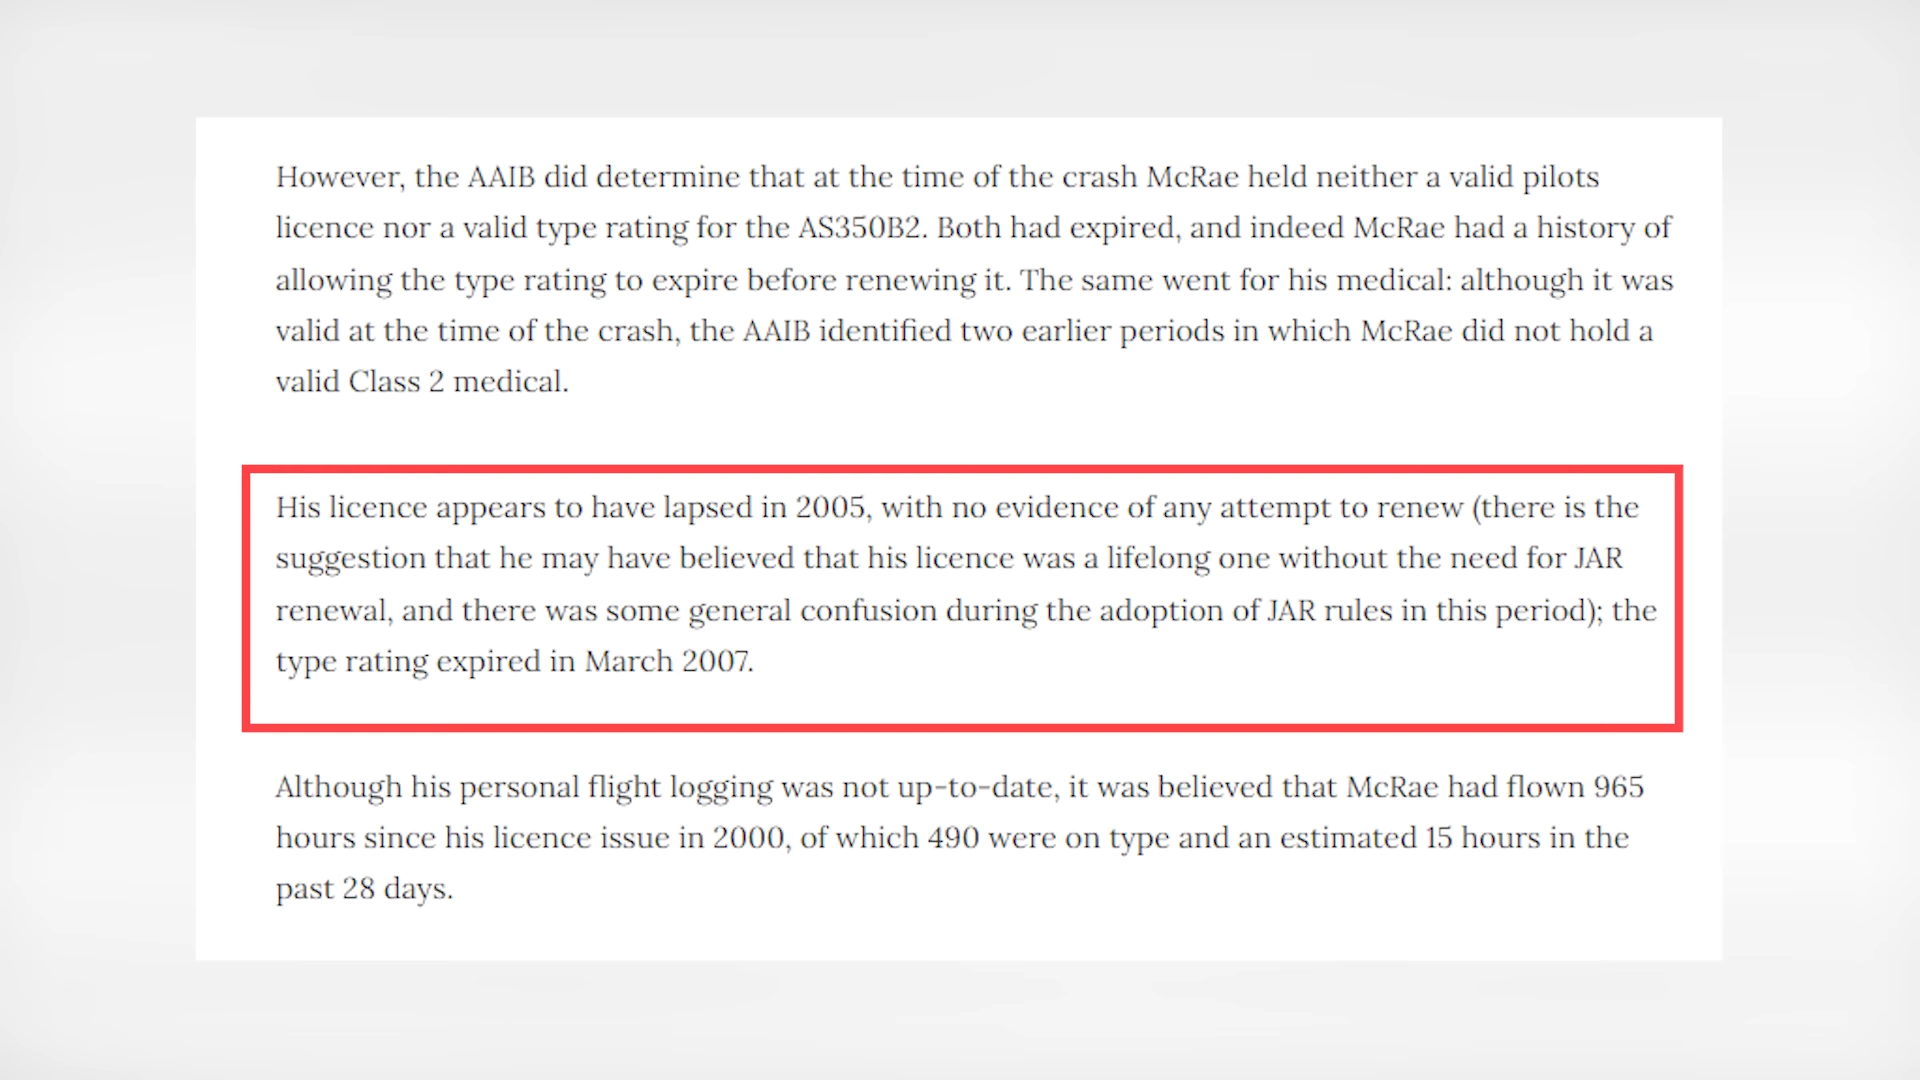 However, the AAIB did determine that at the time of the crash McRae held neither a valid pilots
licence nor a valid type rating for the AS350B2. Both had expired, and indeed McRae had a history of
allowing the type rating to expire before renewing it. The same went for his medical: although it was
valid at the time of the crash, the AAIB identified two earlier periods in which McRae did not hold a
valid Class 2 medical.
His licence appears to have lapsed in 2005, with no evidence of any attempt to renew (there is the
suggestion that he may have believed that his licence was a lifelong one without the need for JAR
renewal, and there was some general confusion during the adoption of JAR rules in this period); the
type rating expired in March 2007.
Although his personal flight logging was not up-to-date, it was believed that McRae had flown 965
hours since his licence issue in 2000, of which 490 were on type and an estimated 15 hours in the
past 28 days.